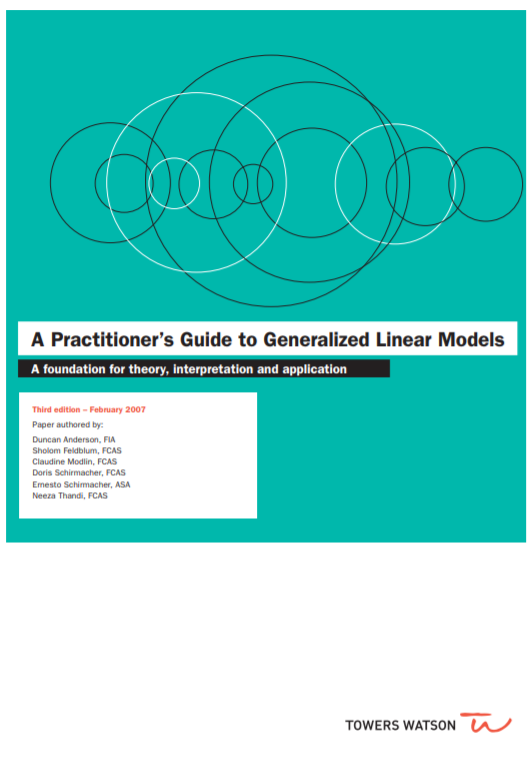 A Practitioner's Guide to Generalized Linear Models
A foundation for theory, interpretation and application
Third edition – February 2007
Paper authored by:
Duncan Anderson, FIA
Sholom Feldblum, FCAS
Claudine Modlin, FCAS
Doris Schirmacher, FCAS
Ernesto Schirmacher, ASA
Neeza Thandi, FCAS
TOWERS WATSON